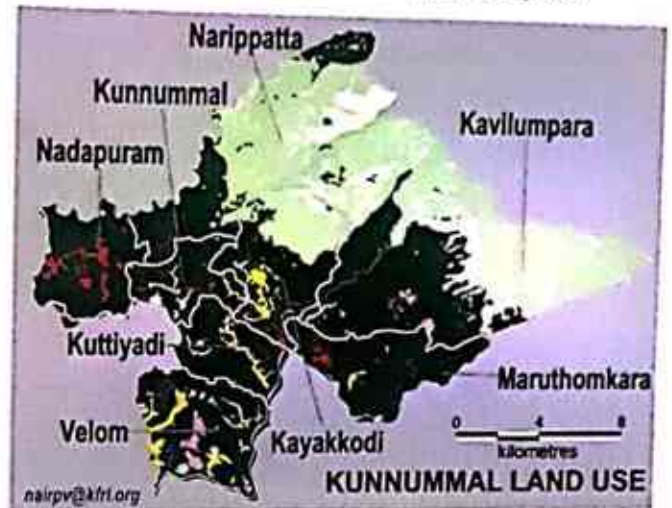 Narippatta
Kunnummal
Kavilumpara
Nadapuram
Kuttiyadi
Maruthomkara
Velom
Kayakkodi
0 4 8
kilometres
KUNNUMMAL LAND USE
nairpv@kfri.org